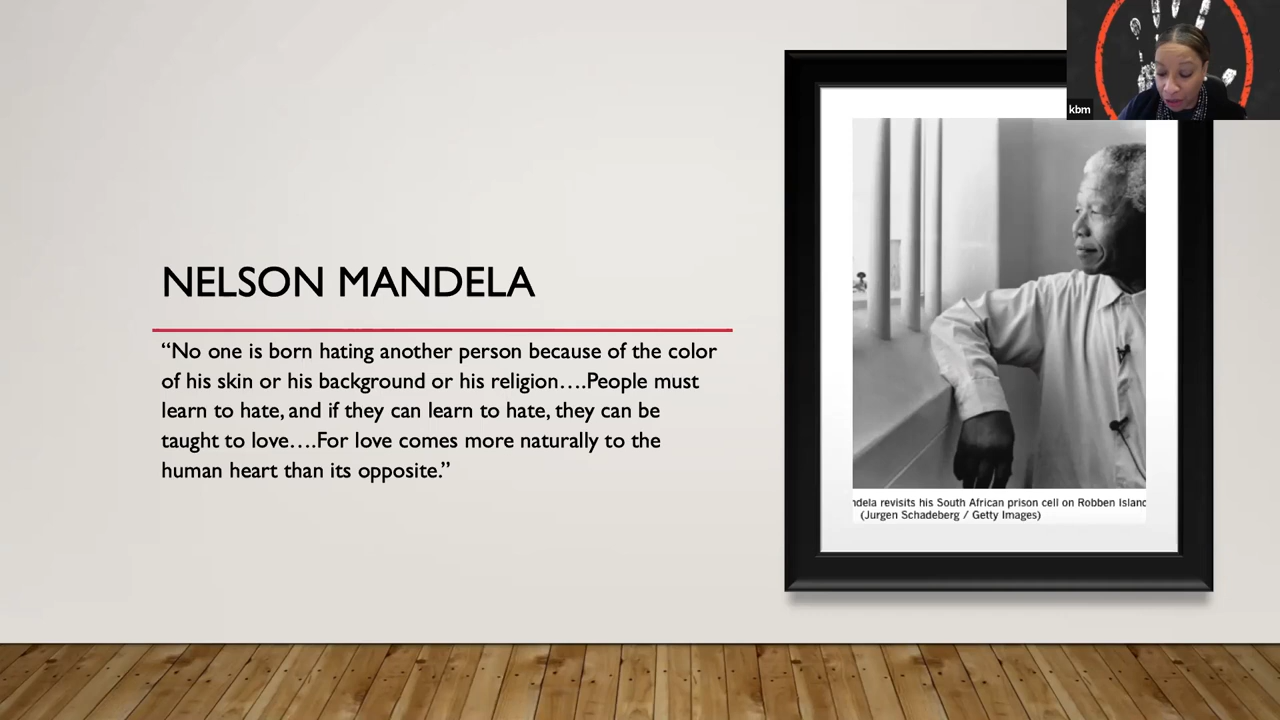 NELSON MANDELA
“No one is born hating another person because of the color
of his skin or his background or his religion….People must
learn to hate, and if they can learn to hate, they can be
taught to love….For love comes more naturally to the
human heart than its opposite.”
kbm
ndela revisits his South African prison cell on Robben Islanc
(Jurgen Schadeberg / Getty Images)